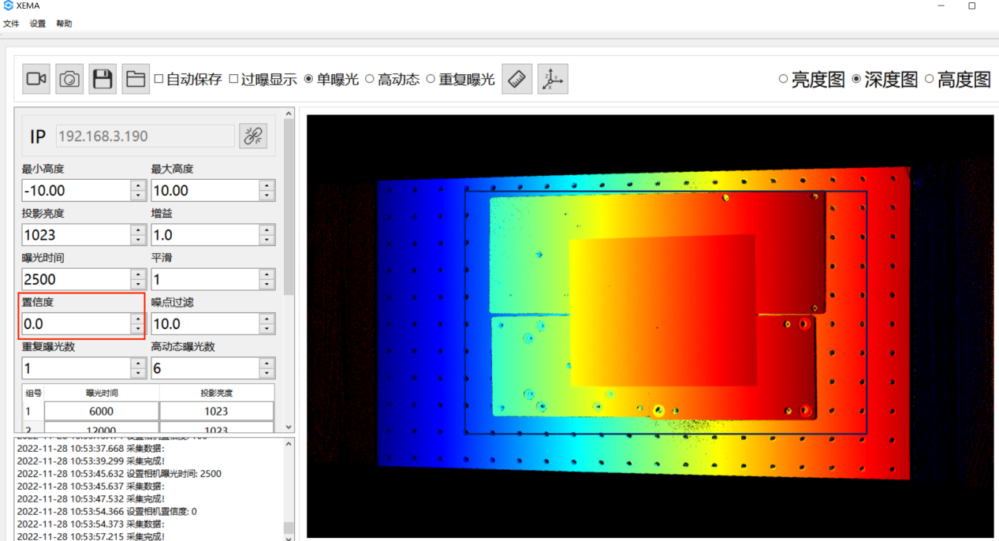 XEMA
文件 设置 帮助
自动保存 过曝显示 单曝光 高动态 重复曝光 亮度图 深度图 高度图
IP 192.168.3.190
最小高度 最大高度
-10.00 10.00
投影亮度 增益
1023 1.0
曝光时间 平滑
2500 1
置信度 噪点过滤
0.0 10.0
重复曝光数 高动态曝光数
1 6
组号 曝光时间 投影亮度
1 6000 1023
2 12000 1023
2022-11-28 10:53:37.668 采集数据:
2022-11-28 10:53:39.299 采集完成!
2022-11-28 10:53:45.632 设置相机曝光时间: 2500
2022-11-28 10:53:45.637 采集数据:
2022-11-28 10:53:47.532 采集完成!
2022-11-28 10:53:54.366 设置相机置信度: 0
2022-11-28 10:53:54.373 采集数据:
2022-11-28 10:53:57.215 采集完成!